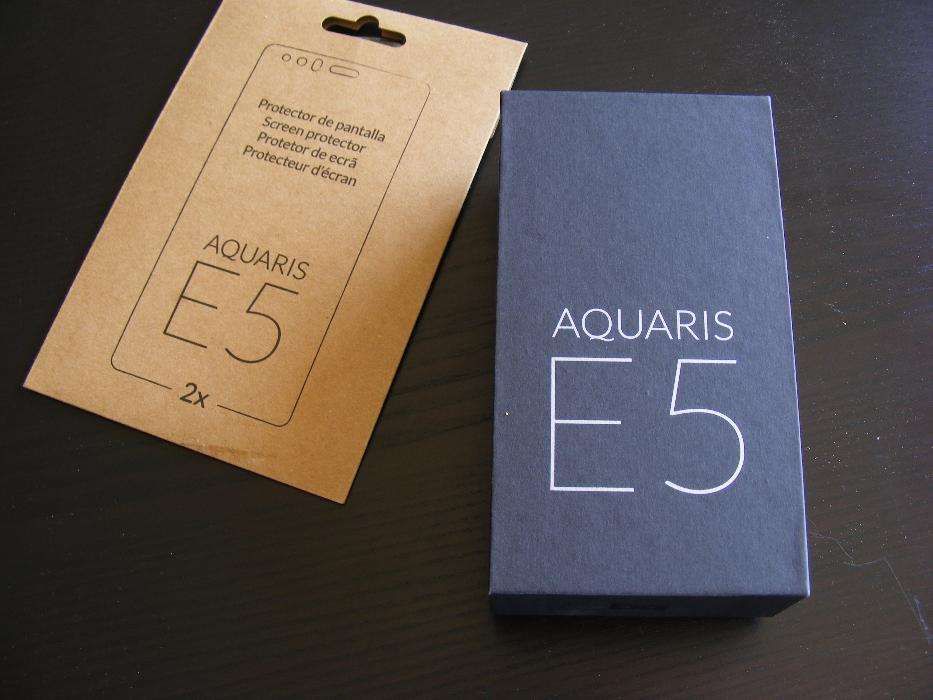 Protector de pantalla
Screen protector
Protetor de ecrã
Protecteur d'écran
AQUARIS
E5
2x
AQUARIS
E5